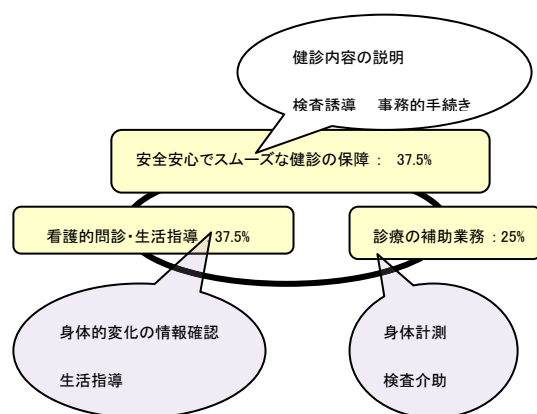 健診内容の説明
検査誘導 事務的手続き
安全安心でスムーズな健診の保障 : 37.5%
看護的問診・生活指導 : 37.5%
診療の補助業務 : 25%
身体的変化の情報確認
生活指導
身体計測
検査介助